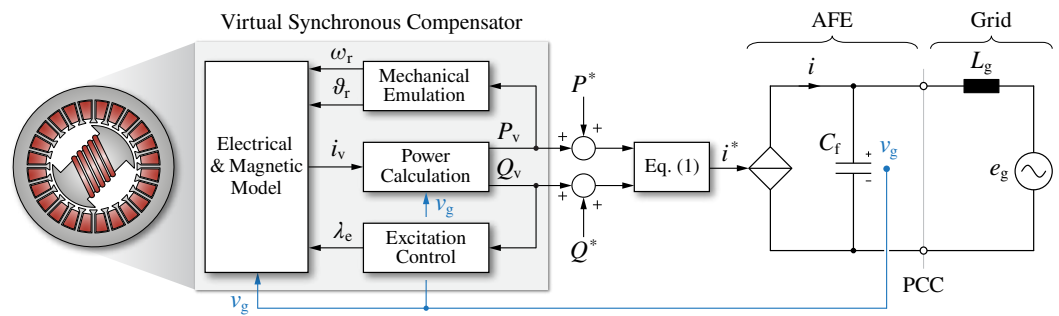 Virtual Synchronous Compensator
AFE
Grid
ω_r
ϑ_r
Mechanical
Emulation
P*
i
L_g
Electrical
& Magnetic
Model
i_v
Power
Calculation
P_v
Q_v
+
+
+
+
Eq. (1)
i*
C_f
+
-
v_g
e_g
v_g
λ_e
Excitation
Control
Q*
PCC
v_g